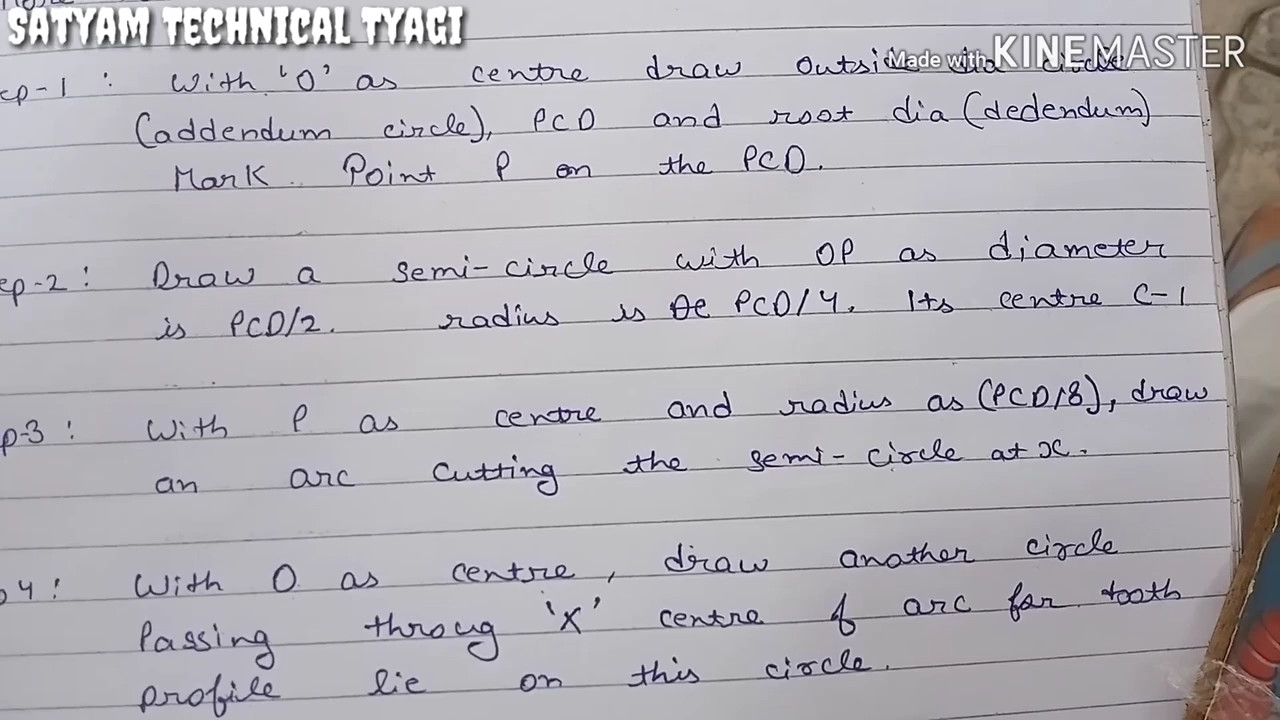 SATYAM TECHNICAL TYAGI
Made with KINEMASTER
ep-1 : With 'O' as centre draw outside dia circle
(addendum circle), PCD and root dia (dedendum)
Mark Point P on the PCD.
ep-2 : Draw a semi-circle with OP as diameter
is PCD/2. radius is PCD/4. Its centre C-1
p-3 : With P as centre and radius as (PCD/8), draw
an arc cutting the semi-circle at x.
4 : With O as centre, draw another circle
Passing throug 'X' centre of arc for tooth
profile lie on this circle.